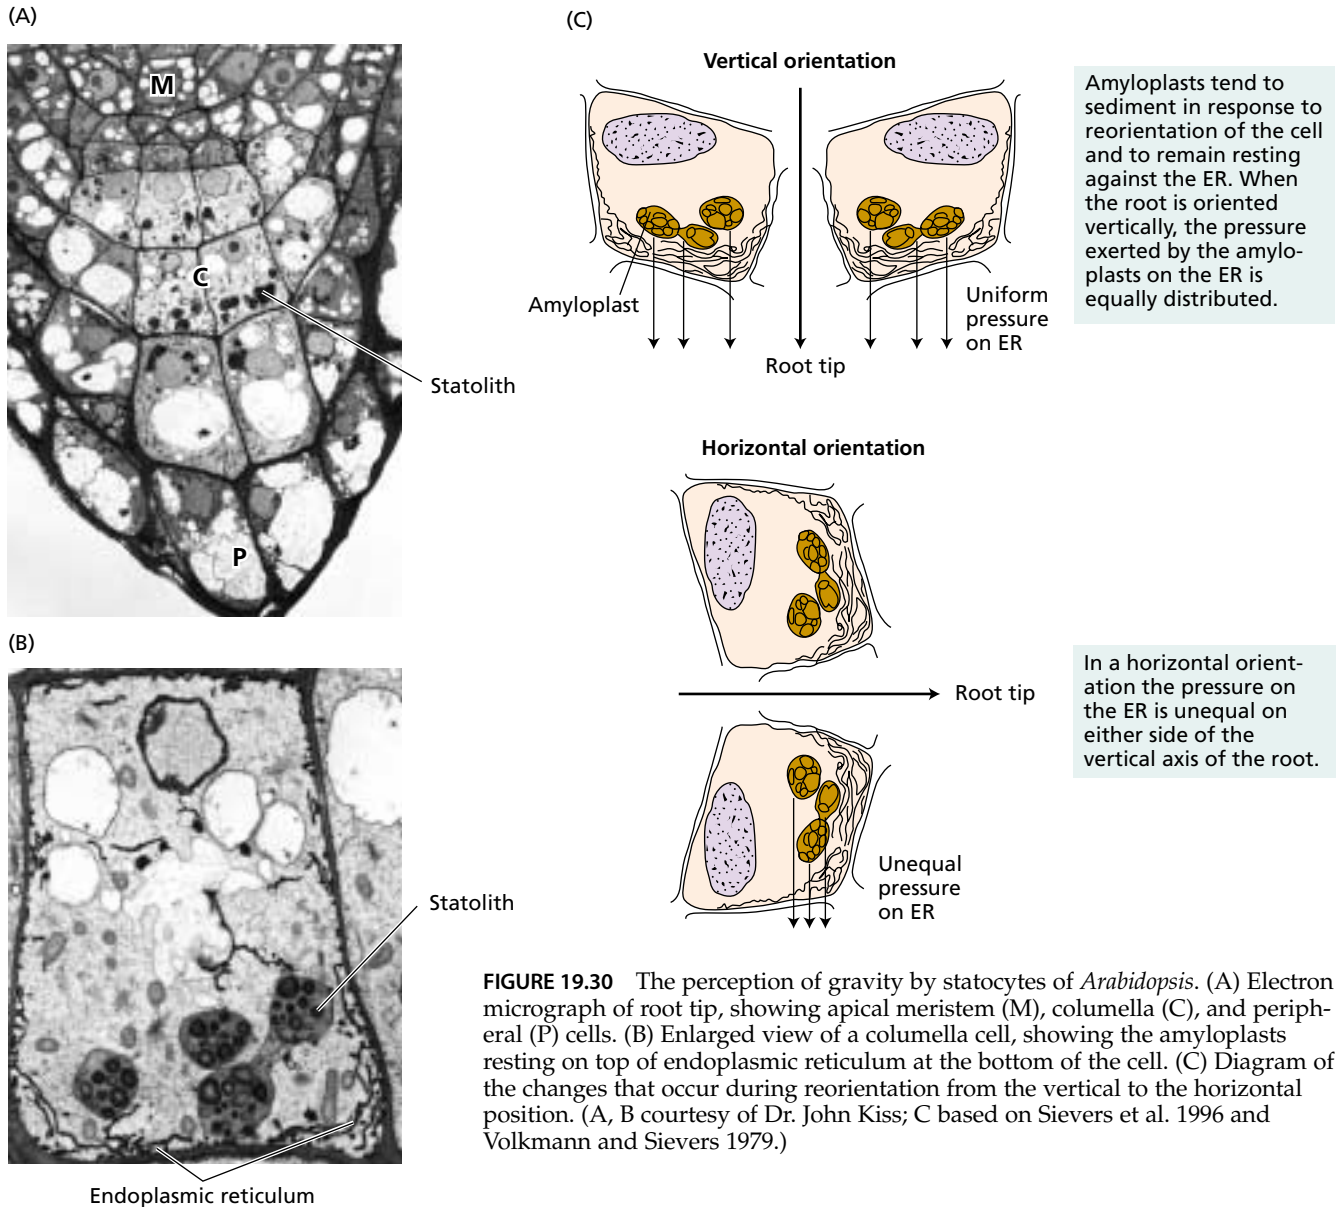 (A)
M
C
Statolith
P
(B)
Statolith
Endoplasmic reticulum
(C)
Vertical orientation
Amyloplast
Uniform
pressure
on ER
Root tip
Amyloplasts tend to
sediment in response to
reorientation of the cell
and to remain resting
against the ER. When
the root is oriented
vertically, the pressure
exerted by the amylo-
plasts on the ER is
equally distributed.
Horizontal orientation
Root tip
Unequal
pressure
on ER
In a horizontal orient-
ation the pressure on
the ER is unequal on
either side of the
vertical axis of the root.
FIGURE 19.30 The perception of gravity by statocytes of Arabidopsis. (A) Electron
micrograph of root tip, showing apical meristem (M), columella (C), and periph-
eral (P) cells. (B) Enlarged view of a columella cell, showing the amyloplasts
resting on top of endoplasmic reticulum at the bottom of the cell. (C) Diagram of
the changes that occur during reorientation from the vertical to the horizontal
position. (A, B courtesy of Dr. John Kiss; C based on Sievers et al. 1996 and
Volkmann and Sievers 1979.)